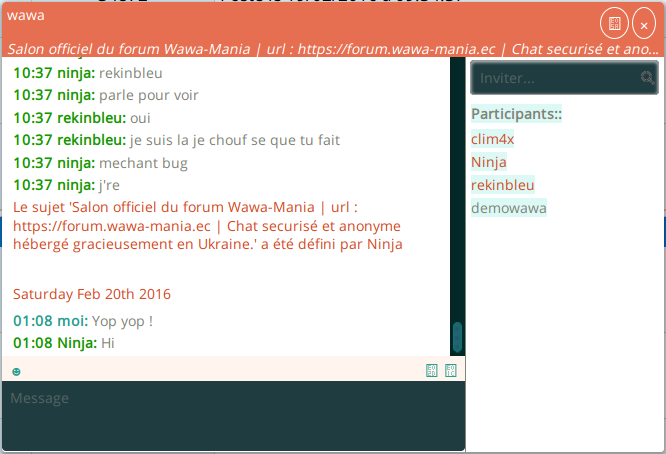 wawa
Salon officiel du forum Wawa-Mania | url : https://forum.wawa-mania.ec | Chat securisé et ano...
10:37 ninja: rekinbleu
10:37 ninja: parle pour voir
10:37 rekinbleu: oui
10:37 rekinbleu: je suis la je chouf se que tu fait
10:37 ninja: mechant bug
10:37 ninja: j're
Le sujet 'Salon officiel du forum Wawa-Mania | url :
https://forum.wawa-mania.ec | Chat securisé et anonyme
hébergé gracieusement en Ukraine.' a été défini par Ninja
Saturday Feb 20th 2016
01:08 moi: Yop yop !
01:08 Ninja: Hi
Message
Inviter...
Participants::
clim4x
Ninja
rekinbleu
demowawa